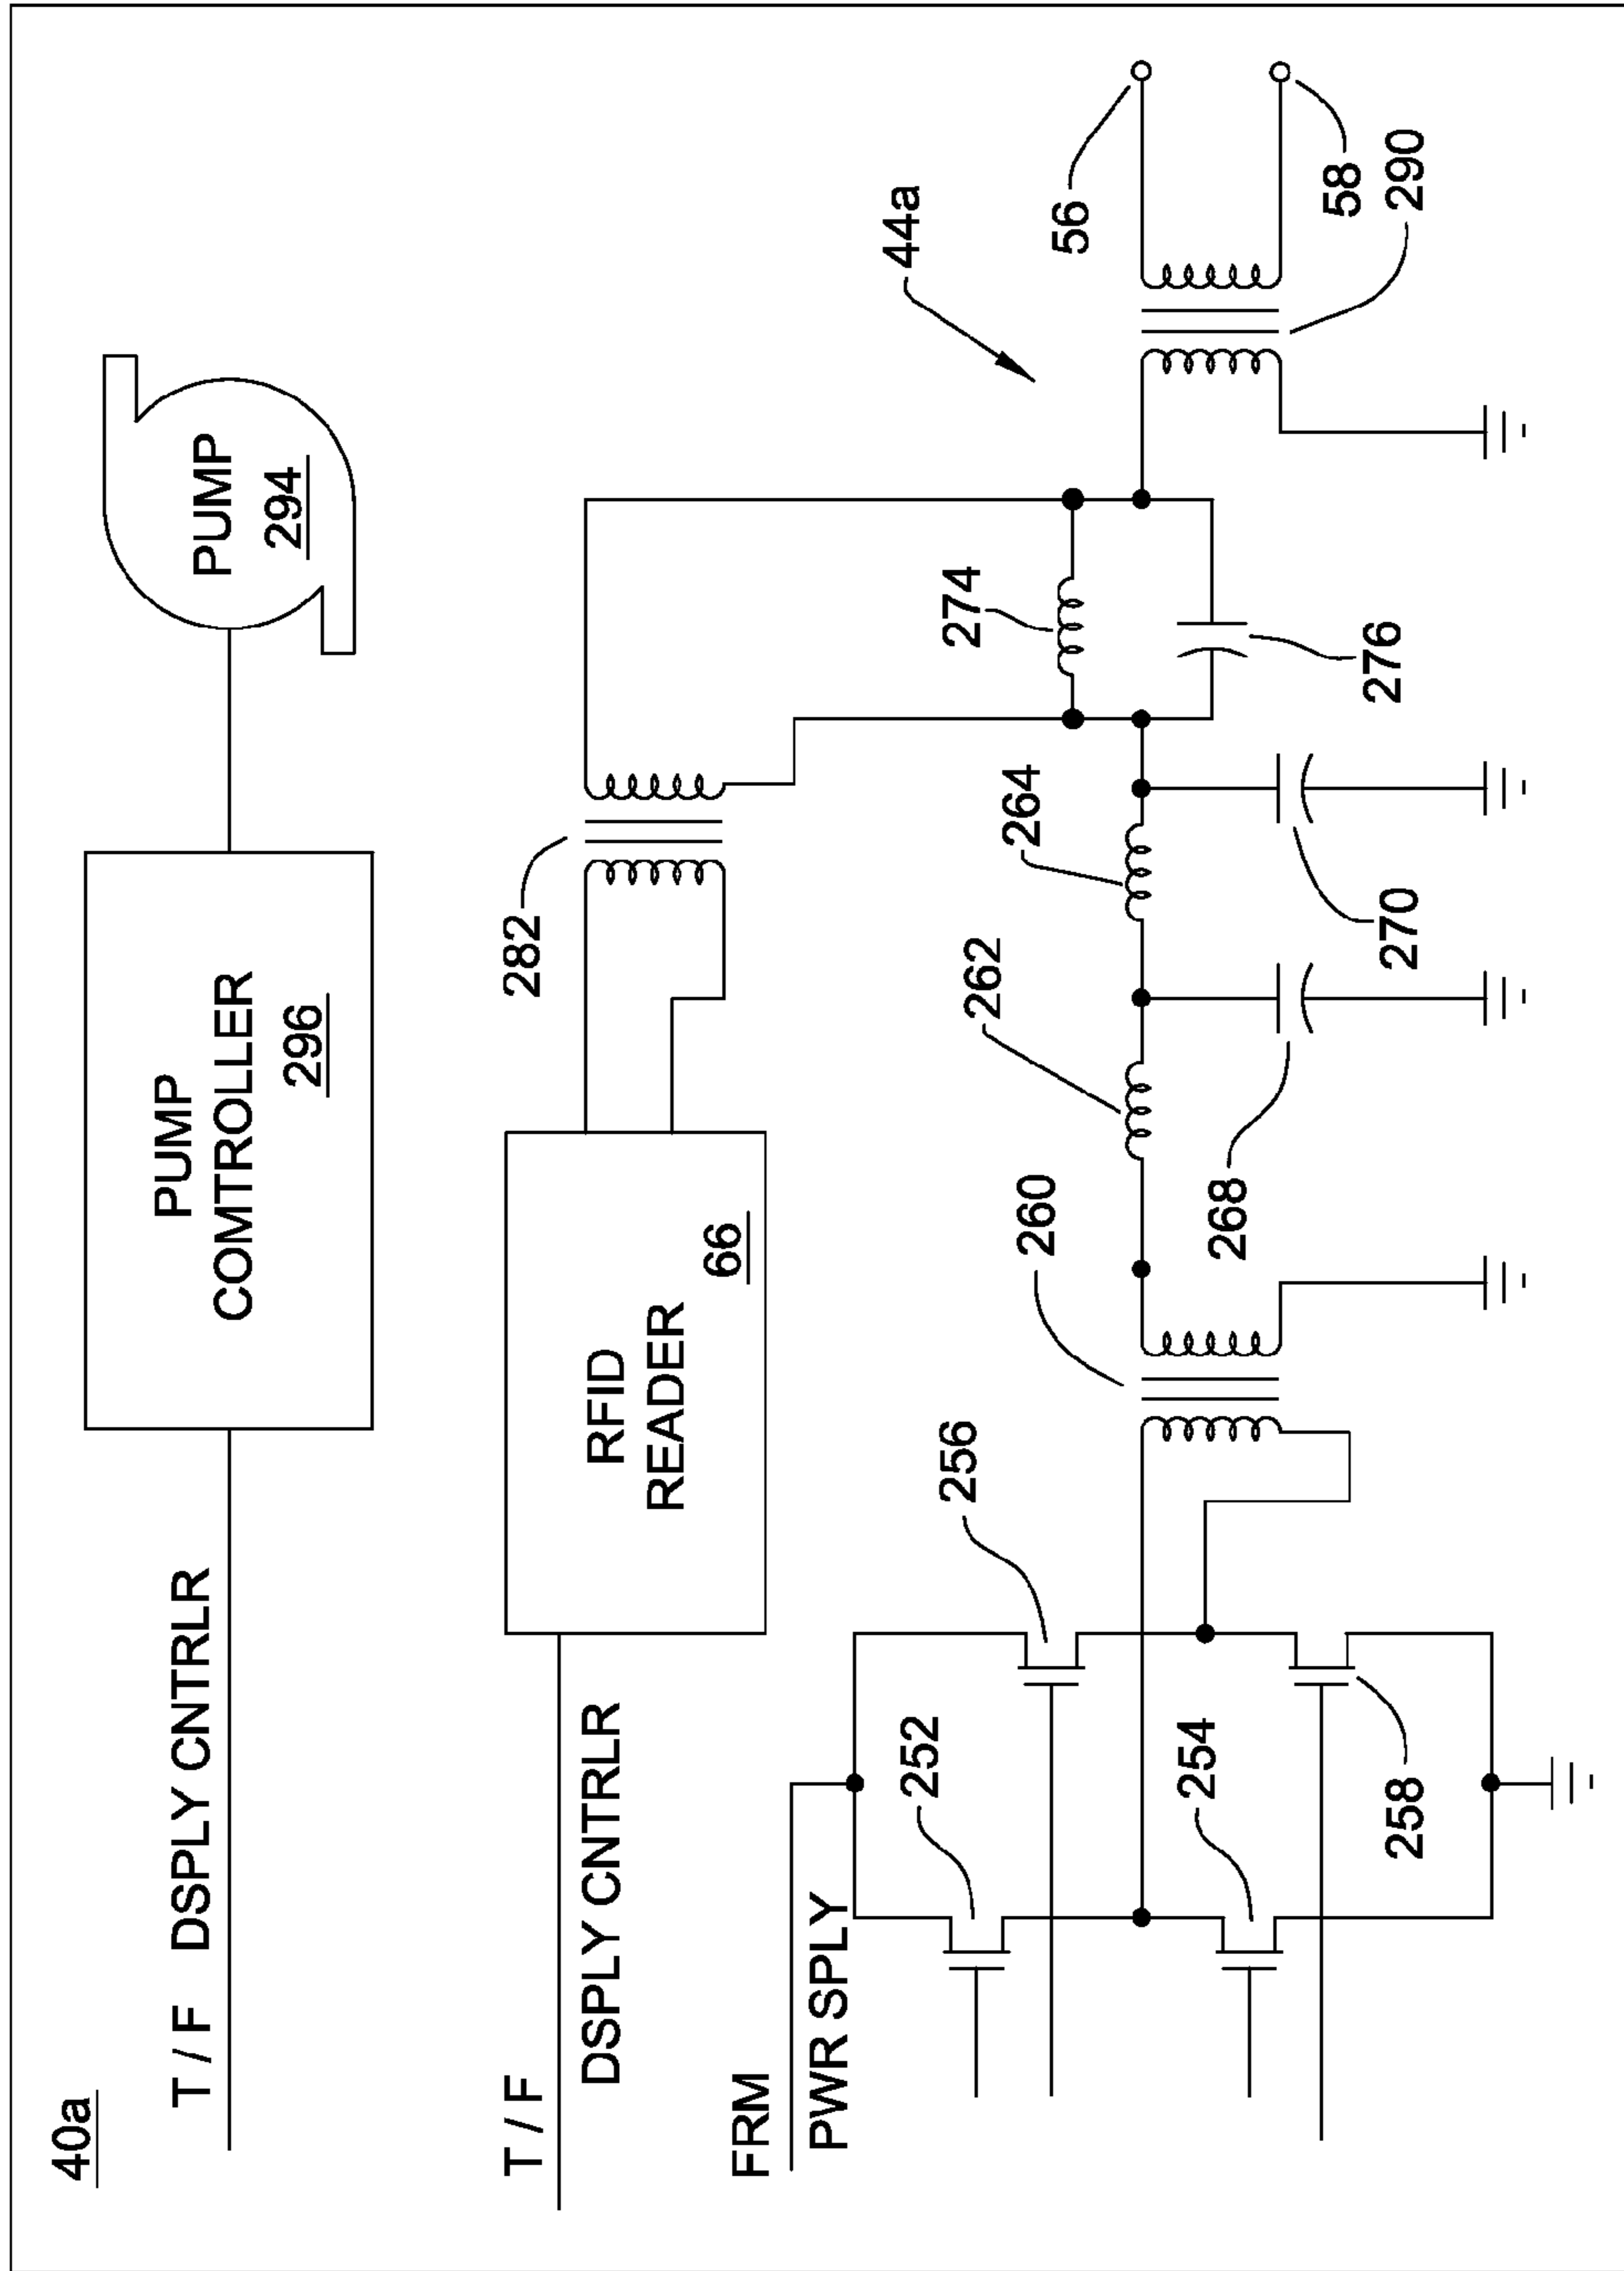 40a
T / F DSPLY CNTRLR
PUMP
COMTROLLER
296
PUMP
294
T / F
DSPLY CNTRLR
RFID
READER
66
282
44a
56
58
290
FRM
PWR SPLY
252
256
254
258
260
262
264
268
270
274
276